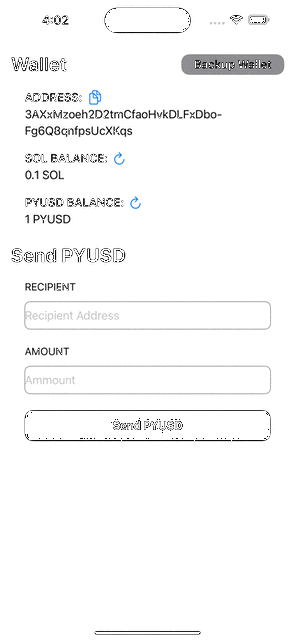 4:02
Wallet
Backup Wallet
ADDRESS:
3AXxMzoeh2D2tmCfaoHvkDLFxDbo-
Fg6Q8qnfpsUcXKqs
SOL BALANCE:
0.1 SOL
PYUSD BALANCE:
1 PYUSD
Send PYUSD
RECIPIENT
Recipient Address
AMOUNT
Ammount
Send PYUSD